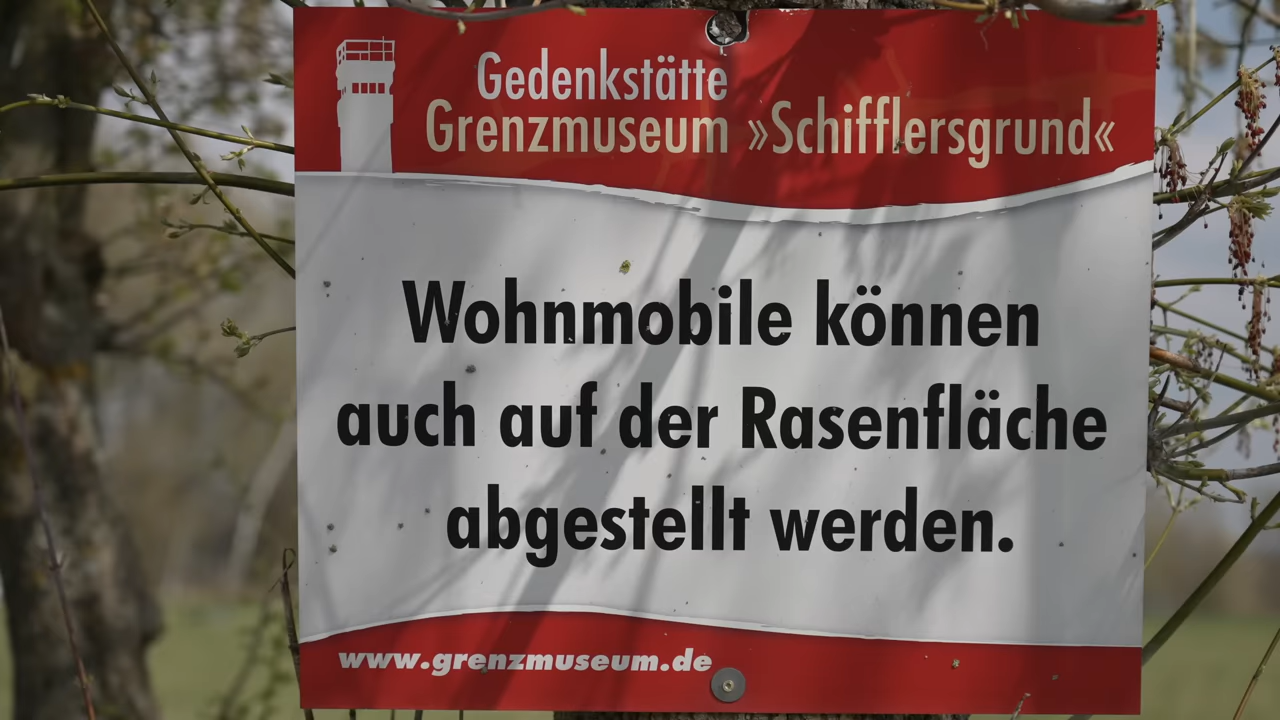 Gedenkstätte
Grenzmuseum »Schifflersgrund«
Wohnmobile können
auch auf der Rasenfläche
abgestellt werden.
www.grenzmuseum.de